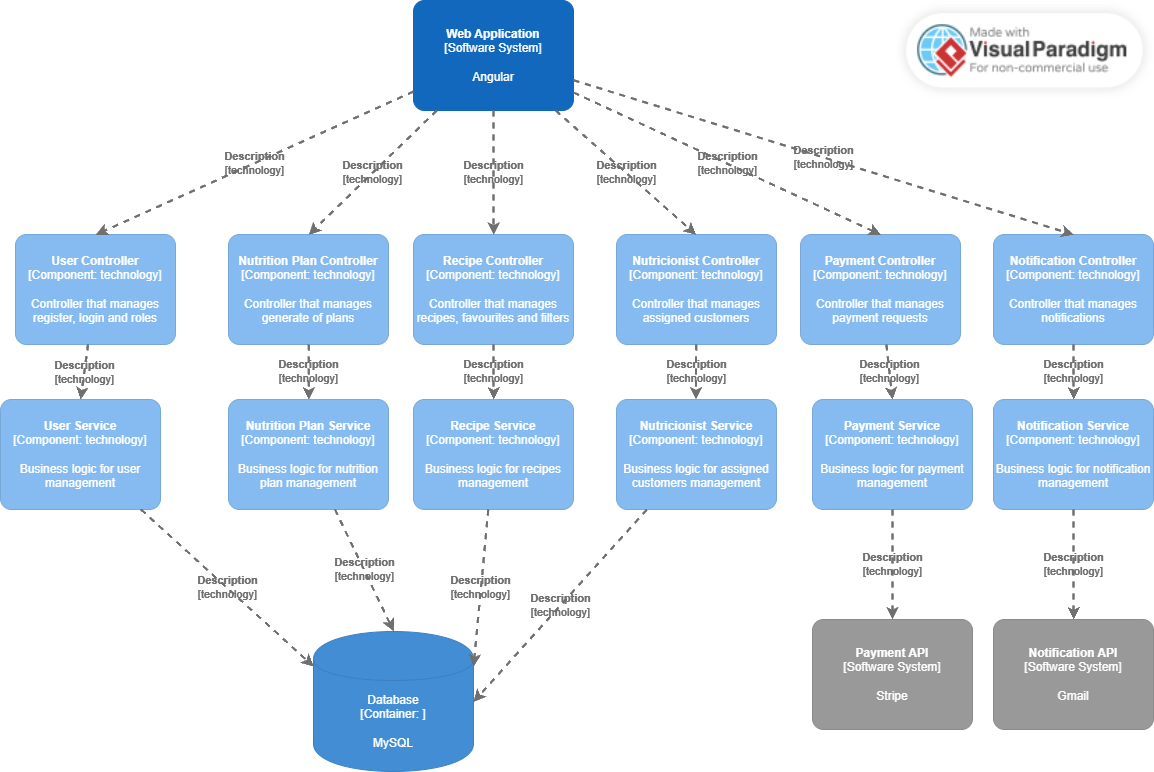 Web Application
[Software System]
Angular
Made with
VisualParadigm
For non-commercial use
Description
[technology]
Description
[technology]
Description
[technology]
Description
[technology]
Description
[technology]
Description
[technology]
User Controller
[Component: technology]
Controller that manages
register, login and roles
Nutrition Plan Controller
[Component: technology]
Controller that manages
generate of plans
Recipe Controller
[Component: technology]
Controller that manages
recipes, favourites and filters
Nutricionist Controller
[Component: technology]
Controller that manages
assigned customers
Payment Controller
[Component: technology]
Controller that manages
payment requests
Notification Controller
[Component: technology]
Controller that manages
notifications
Description
[technology]
Description
[technology]
Description
[technology]
Description
[technology]
Description
[technology]
Description
[technology]
User Service
[Component: technology]
Business logic for user
management
Nutrition Plan Service
[Component: technology]
Business logic for nutrition
plan management
Recipe Service
[Component: technology]
Business logic for recipes
management
Nutricionist Service
[Component: technology]
Business logic for assigned
customers management
Payment Service
[Component: technology]
Business logic for payment
management
Notification Service
[Component: technology]
Business logic for notification
management
Description
[technology]
Description
[technology]
Description
[technology]
Description
[technology]
Description
[technology]
Description
[technology]
Database
[Container: ]
MySQL
Payment API
[Software System]
Stripe
Notification API
[Software System]
Gmail